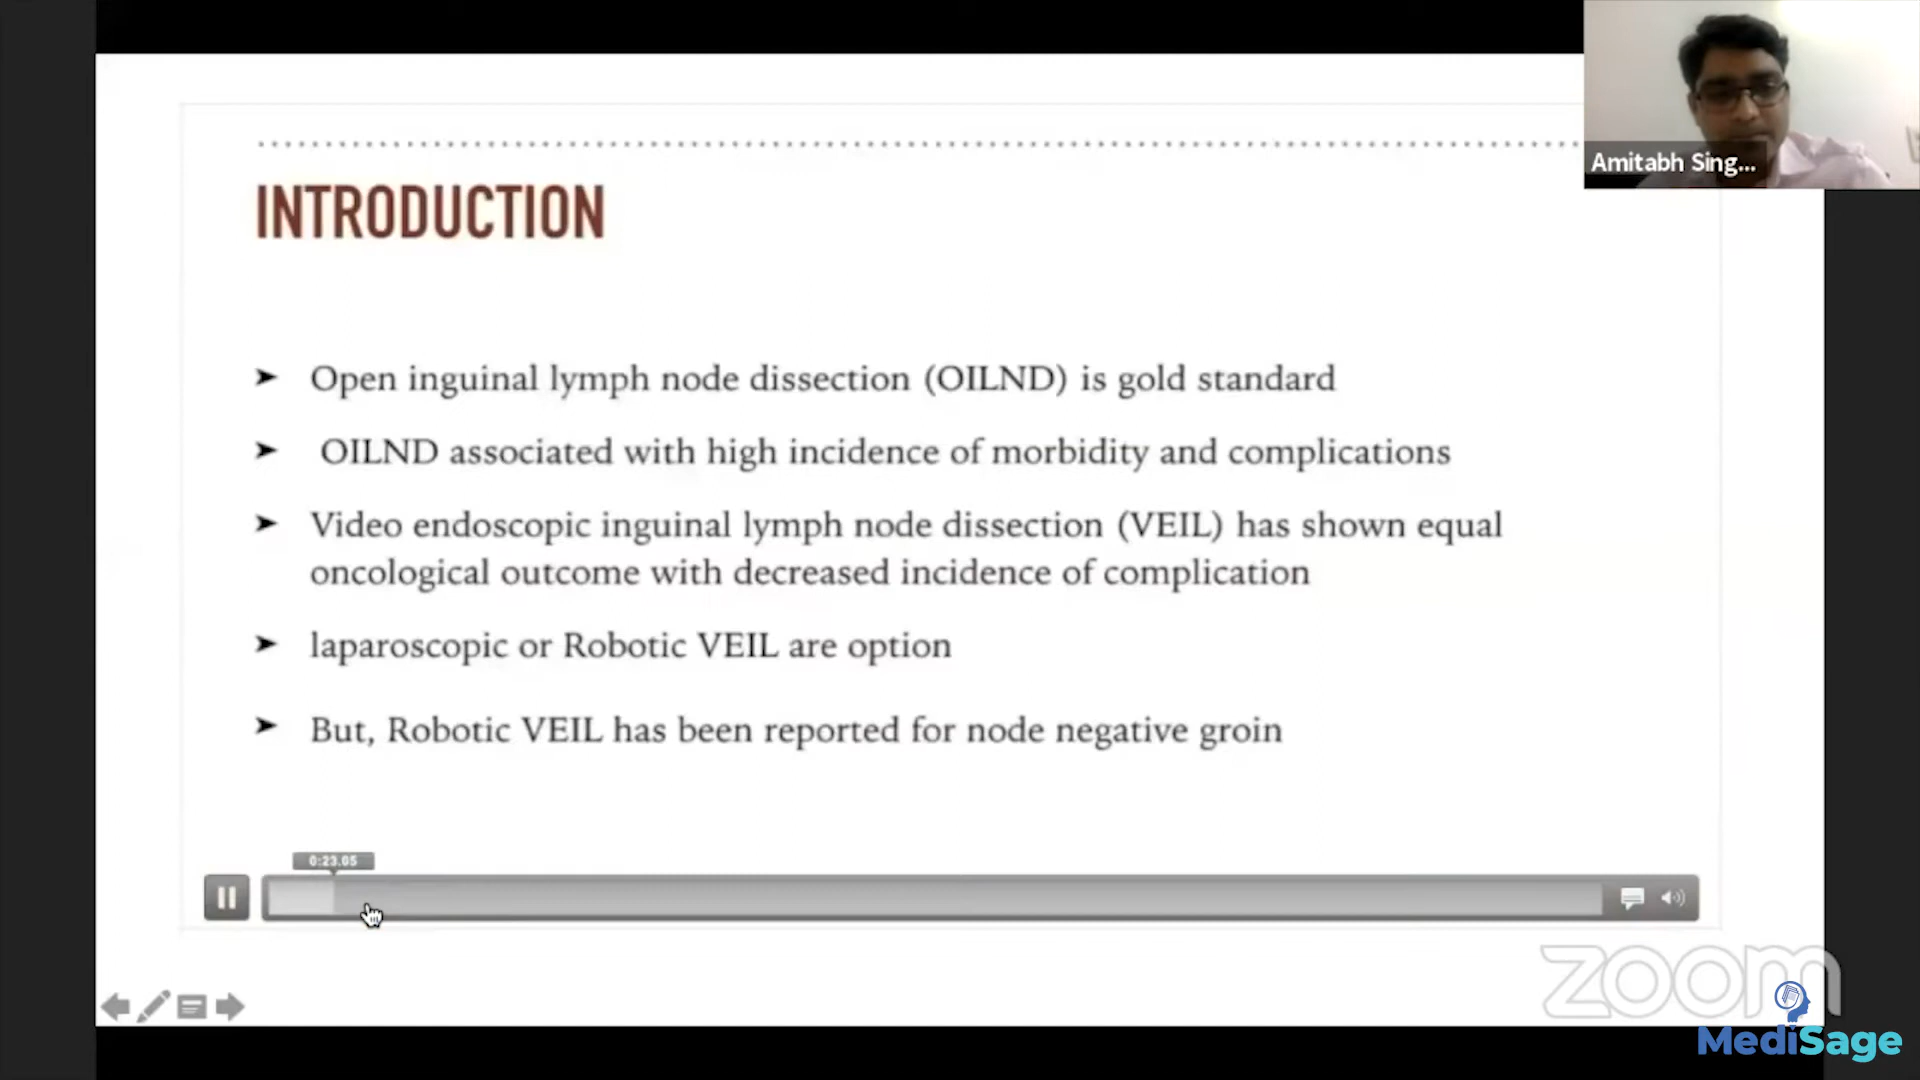 Amitabh Sing...
INTRODUCTION
➤ Open inguinal lymph node dissection (OILND) is gold standard
➤ OILND associated with high incidence of morbidity and complications
➤ Video endoscopic inguinal lymph node dissection (VEIL) has shown equal
oncological outcome with decreased incidence of complication
➤ laparoscopic or Robotic VEIL are option
➤ But, Robotic VEIL has been reported for node negative groin
0:23.05
zoom
MediSage